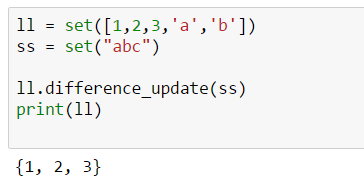 ll = set([1,2,3,'a','b'])
ss = set("abc")
ll.difference_update(ss)
print(ll)
{1, 2, 3}